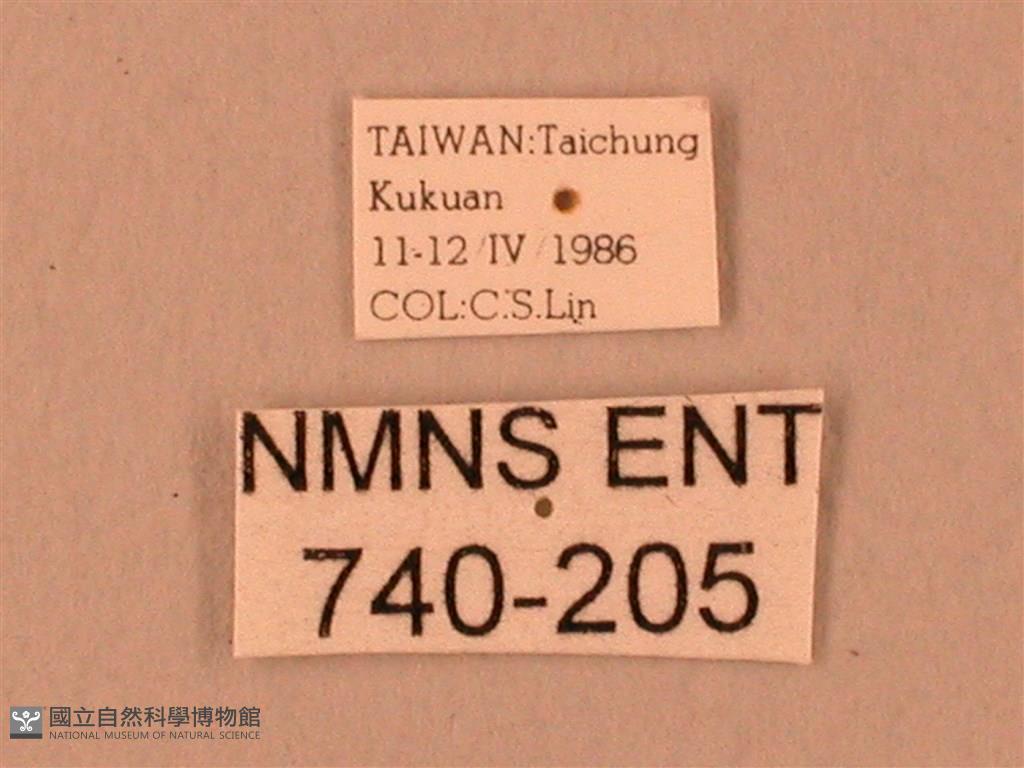 TAIWAN:Taichung
Kukuan
11-12/IV/1986
COL:C.S.Lin
NMNS ENT
740-205
國立自然科學博物館
NATIONAL MUSEUM OF NATURAL SCIENCE